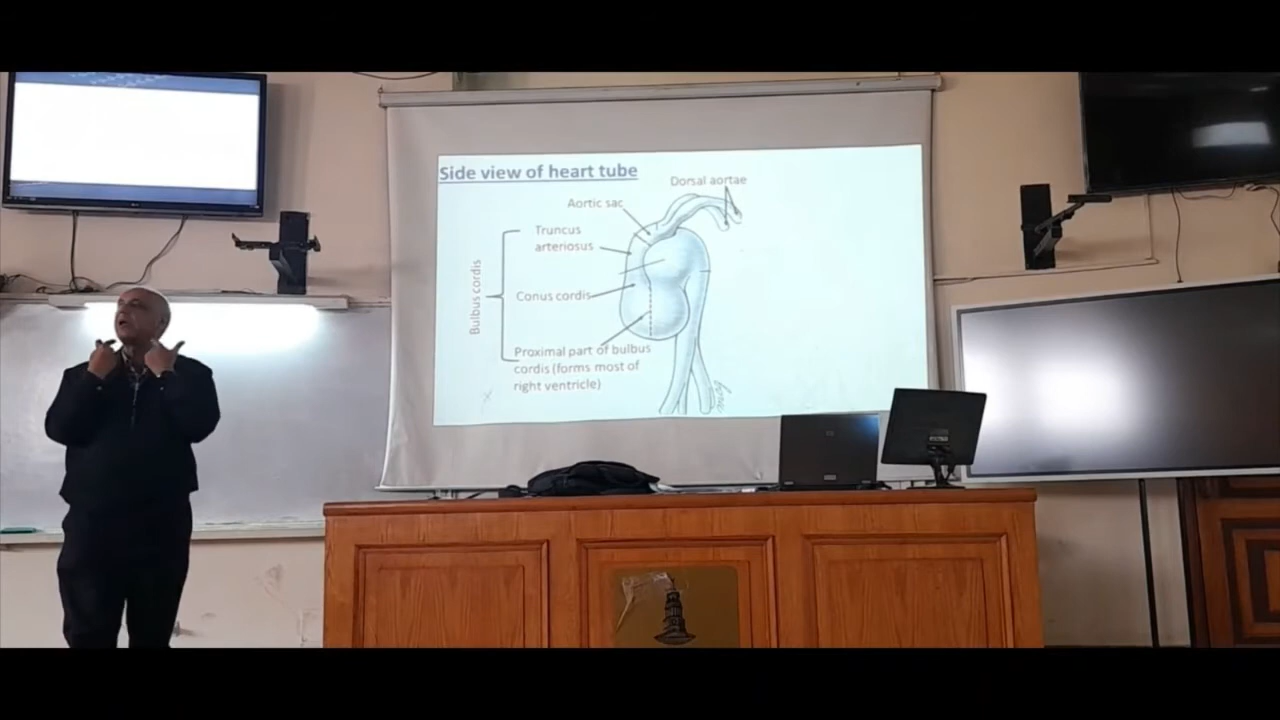 Side view of heart tube
Dorsal aortae
Aortic sac
Truncus
arteriosus
Bulbus cordis
Conus cordis
Proximal part of bulbus
cordis (forms most of
right ventricle)